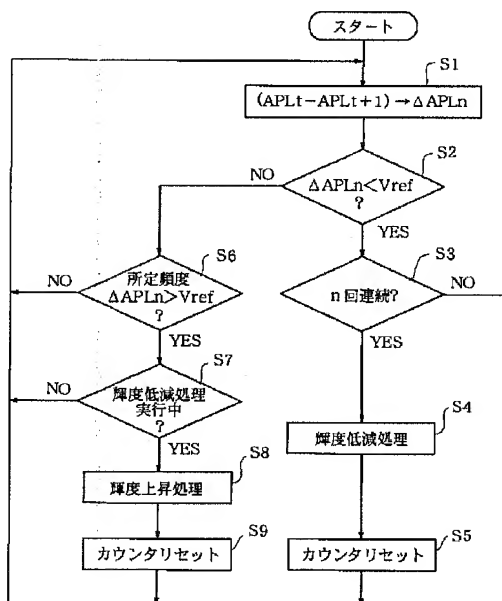 スタート
S1
(APLt−APLt+1)→ΔAPLn
S2
NO
ΔAPLn<Vref
?
YES
S6
S3
NO
所定頻度
ΔAPLn>Vref
?
n回連続?
NO
YES
YES
S7
NO
輝度低減処理
実行中
?
S4
YES
輝度低減処理
S8
輝度上昇処理
S9
S5
カウンタリセット
カウンタリセット